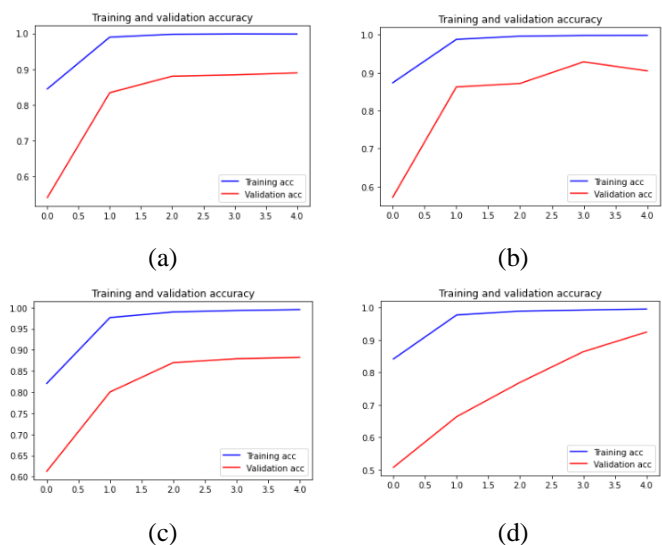 Training and validation accuracy
1.0
0.9
0.8
0.7
0.6
Training acc
Validation acc
0.0 0.5 1.0 1.5 2.0 2.5 3.0 3.5 4.0
(a)
Training and validation accuracy
1.0
0.9
0.8
0.7
0.6
Training acc
Validation acc
0.0 0.5 1.0 1.5 2.0 2.5 3.0 3.5 4.0
(b)
Training and validation accuracy
1.00
0.95
0.90
0.85
0.80
0.75
0.70
0.65
0.60
Training acc
Validation acc
0.0 0.5 1.0 1.5 2.0 2.5 3.0 3.5 4.0
(c)
Training and validation accuracy
1.0
0.9
0.8
0.7
0.6
0.5
Training acc
Validation acc
0.0 0.5 1.0 1.5 2.0 2.5 3.0 3.5 4.0
(d)